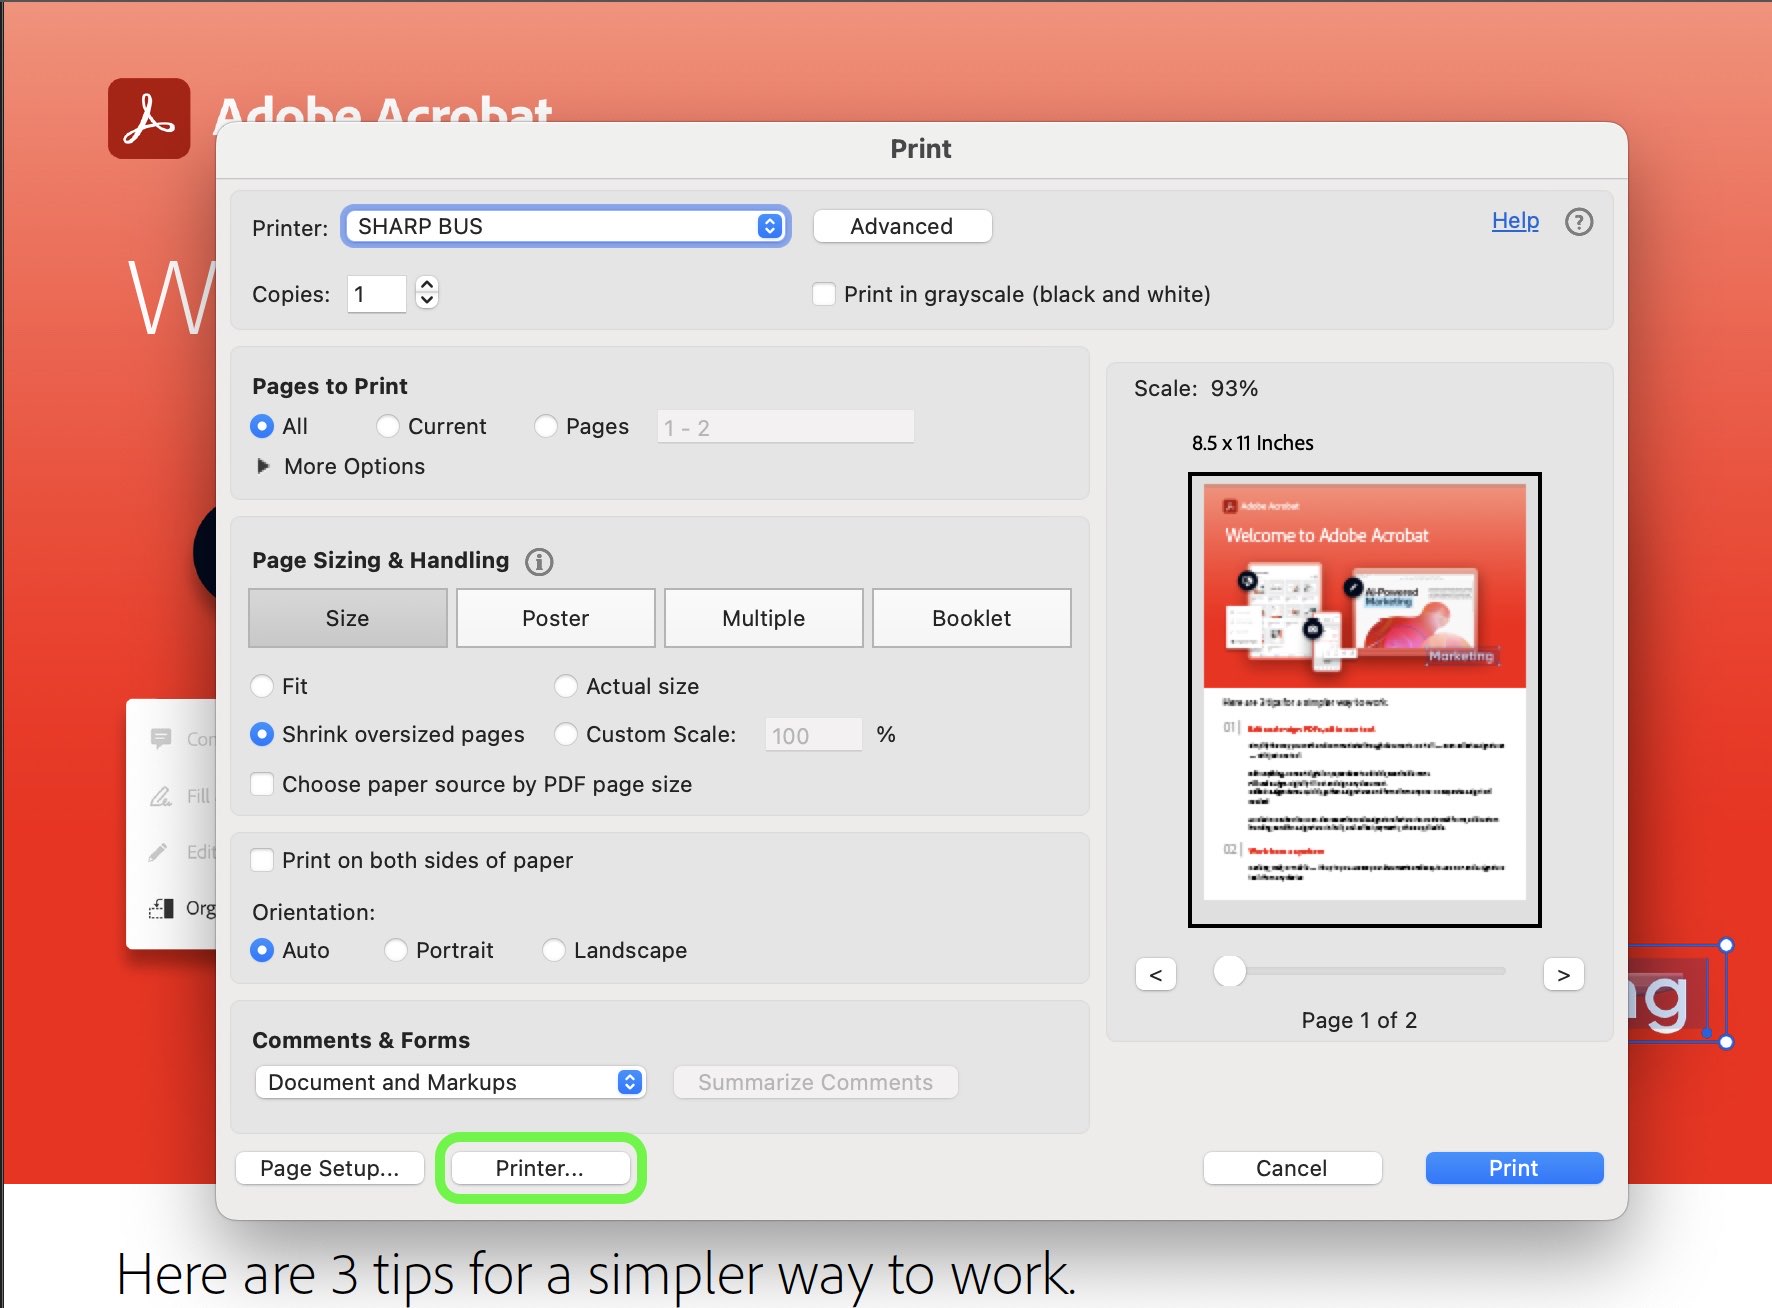 Adobe Acrobat
Print
Printer: SHARP BUS Advanced Help ?
Copies: 1 Print in grayscale (black and white)
W
Pages to Print
All Current Pages 1 - 2
More Options
Page Sizing & Handling i
Size Poster Multiple Booklet
Fit Actual size
Shrink oversized pages Custom Scale: 100 %
Choose paper source by PDF page size
Print on both sides of paper
Orientation:
Auto Portrait Landscape
Comments & Forms
Document and Markups Summarize Comments
Page Setup... Printer... Cancel Print
Scale: 93%
8.5 x 11 Inches
Adobe Acrobat
Welcome to Adobe Acrobat
AI-Powered
Marketing
Marketing
Here are 3 tips for a simpler way to work.
01
02
< >
Page 1 of 2
Com
Fill
Edit
Org
ng
Here are 3 tips for a simpler way to work.